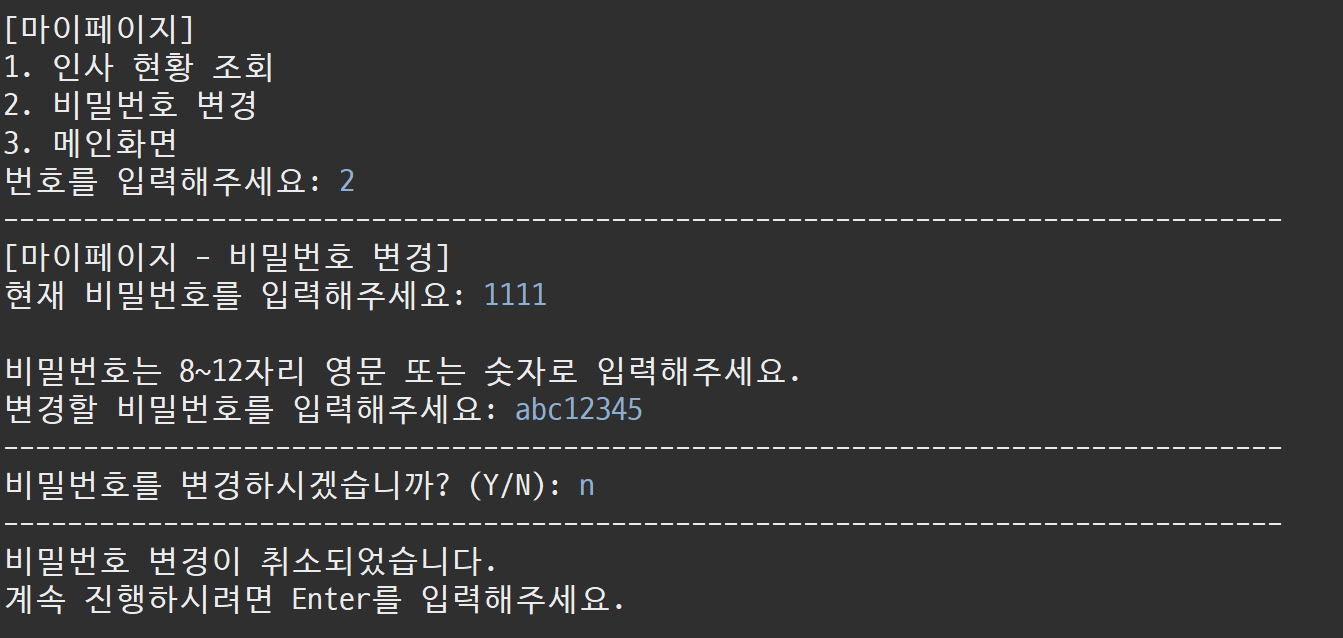 [마이페이지]
1. 인사 현황 조회
2. 비밀번호 변경
3. 메인화면
번호를 입력해주세요: 2
--------------------------------------------------------------------------------
[마이페이지 - 비밀번호 변경]
현재 비밀번호를 입력해주세요: 1111
비밀번호는 8~12자리 영문 또는 숫자로 입력해주세요.
변경할 비밀번호를 입력해주세요: abc12345
--------------------------------------------------------------------------------
비밀번호를 변경하시겠습니까? (Y/N): n
--------------------------------------------------------------------------------
비밀번호 변경이 취소되었습니다.
계속 진행하시려면 Enter를 입력해주세요.